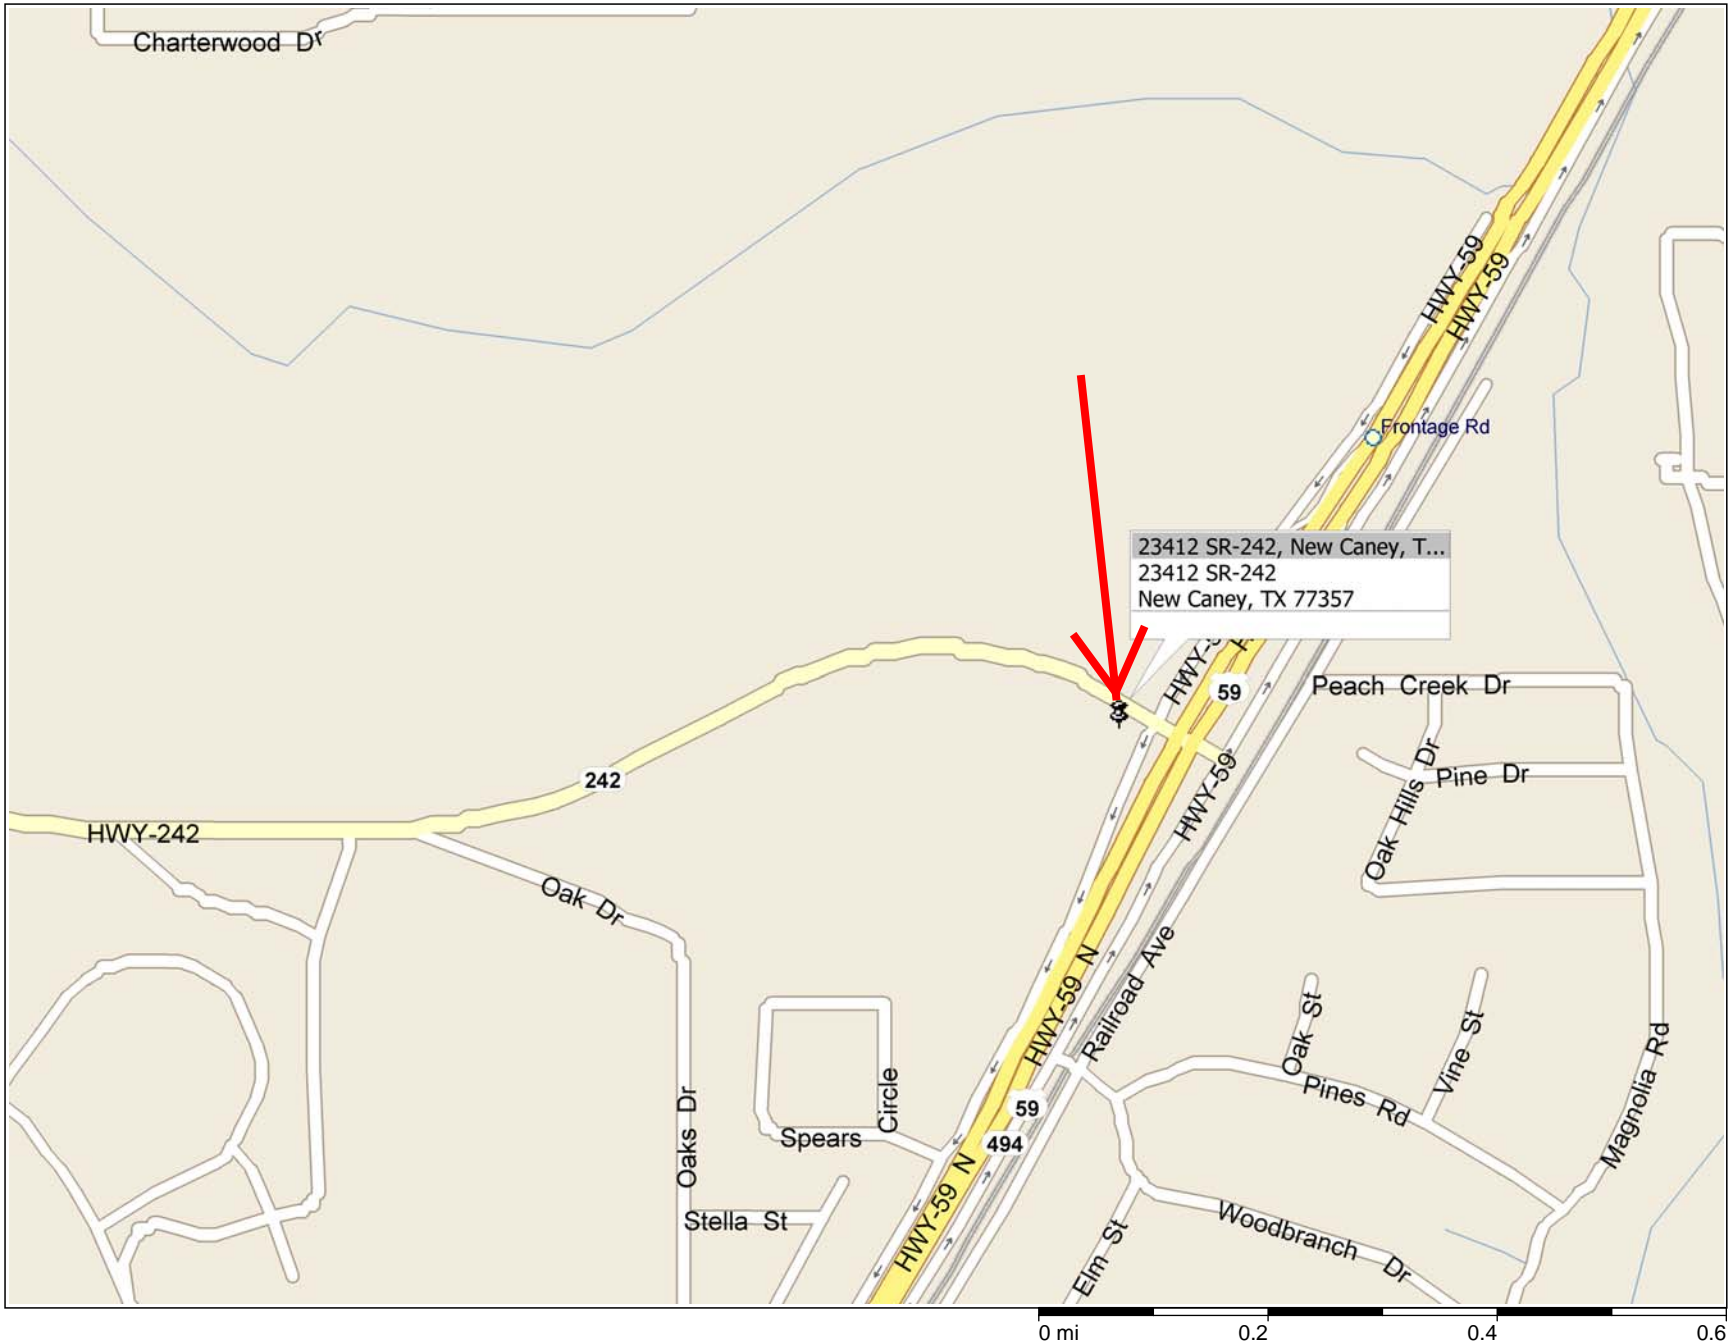 Charterwood Dr
HWY-59
HWY-59
Frontage Rd
23412 SR-242, New Caney, T...
23412 SR-242
New Caney, TX 77357
59
Peach Creek Dr
242
Pine Dr
Oak Hills Dr
HWY-59
HWY-242
Oak Dr
Railroad Ave
HWY-59 N
Oak St
Vine St
Magnolia Rd
Pines Rd
59
494
Oaks Dr
Spears Circle
HWY-59 N
Stella St
Elm St
Woodbranch Dr
0 mi 0.2 0.4 0.6